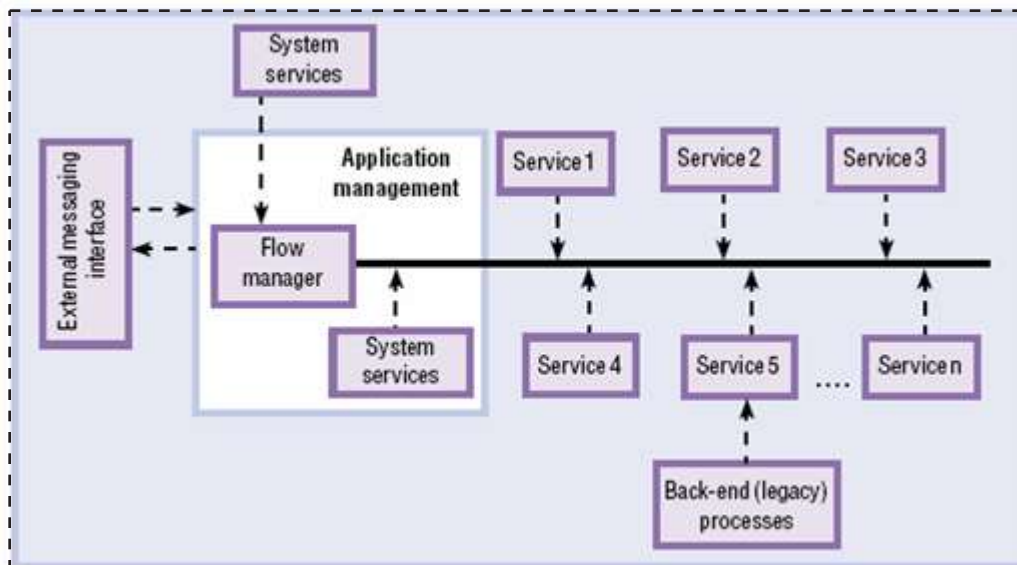 System
services
Application
management
Service 1
Service 2
Service 3
External messaging
interface
Flow
manager
System
services
Service 4
Service 5
....
Service n
Back-end (legacy)
processes